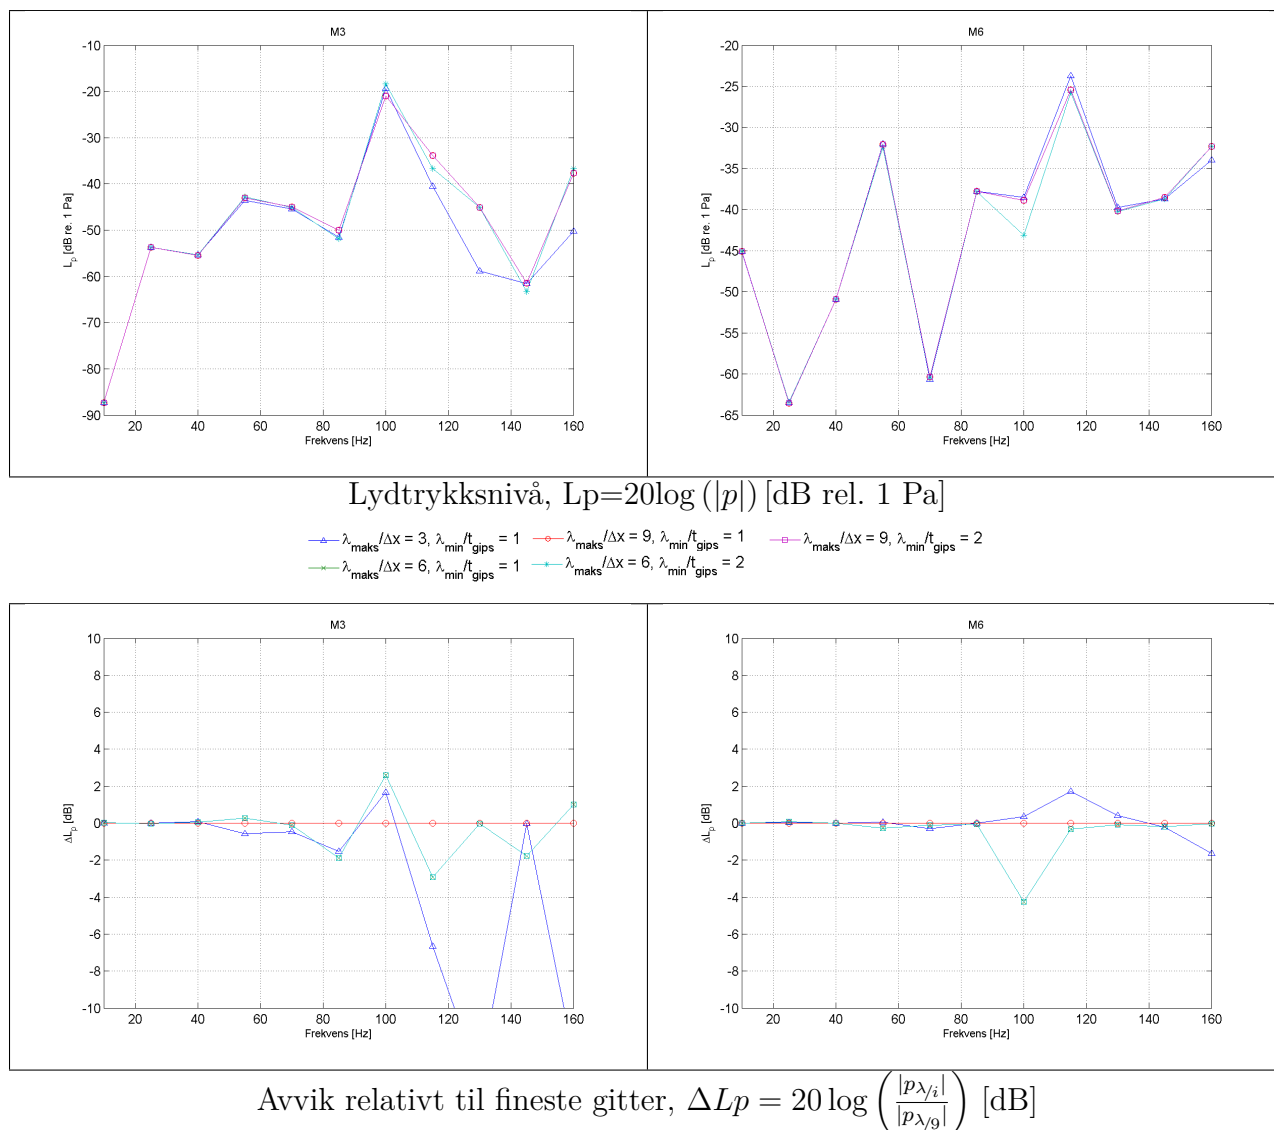 M3
-10
-20
-30
-40
-50
-60
-70
-80
-90
L_p [dB re. 1 Pa]
20 40 60 80 100 120 140 160
Frekvens [Hz]
M6
-20
-25
-30
-35
-40
-45
-50
-55
-60
-65
L_p [dB re. 1 Pa]
20 40 60 80 100 120 140 160
Frekvens [Hz]
Lydtrykksnivå, Lp=20log (|p|) [dB rel. 1 Pa]
λ_maks/Δx = 3, λ_min/t_gips = 1
λ_maks/Δx = 9, λ_min/t_gips = 1
λ_maks/Δx = 9, λ_min/t_gips = 2
λ_maks/Δx = 6, λ_min/t_gips = 1
λ_maks/Δx = 6, λ_min/t_gips = 2
M3
10
8
6
4
2
0
-2
-4
-6
-8
-10
ΔL_p [dB]
20 40 60 80 100 120 140 160
Frekvens [Hz]
M6
10
8
6
4
2
0
-2
-4
-6
-8
-10
ΔL_p [dB]
20 40 60 80 100 120 140 160
Frekvens [Hz]
Avvik relativt til fineste gitter, ΔLp = 20 log (|p_λ/i| / |p_λ/9|) [dB]